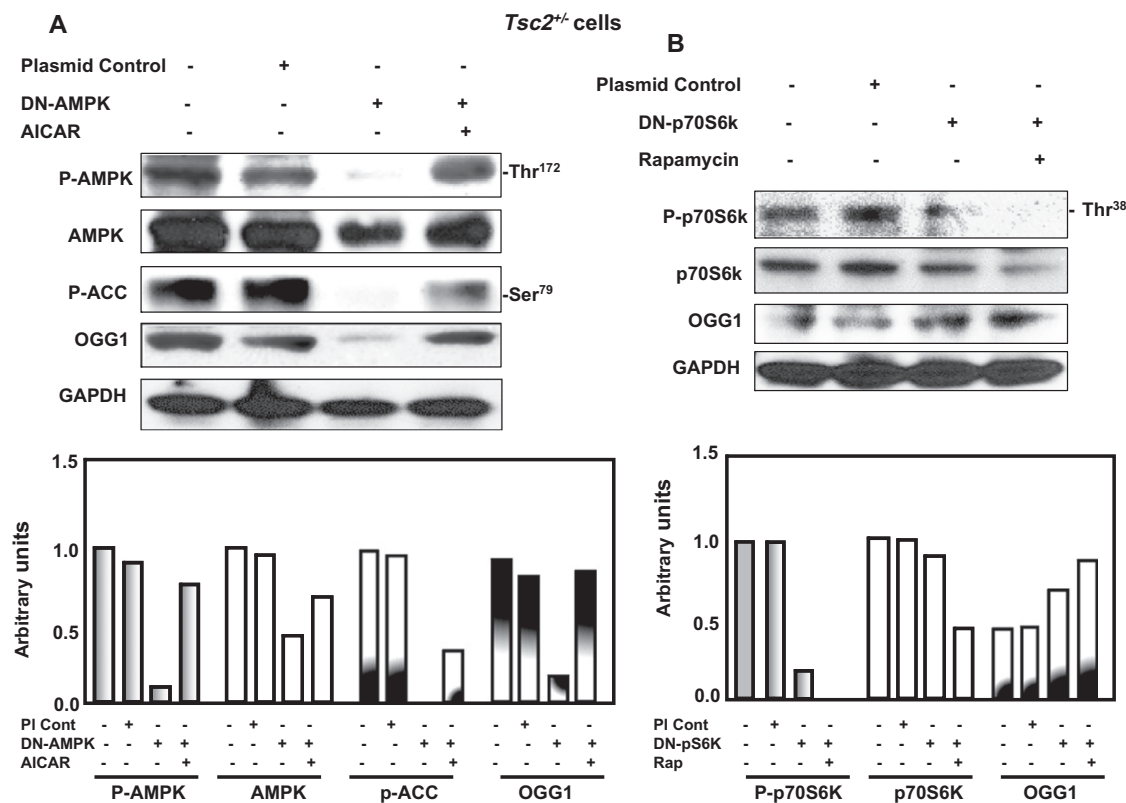 Tsc2+/- cells
A
Plasmid Control - + - -
DN-AMPK - - + +
AICAR - - - +
P-AMPK -Thr172
AMPK
P-ACC -Ser79
OGG1
GAPDH
1.5
1.0
0.5
0.0
Arbitrary units
Pl Cont - + - - - + - - - + - - - + - -
DN-AMPK - - + + - - + + - - + + - - + +
AICAR - - - + - - - + - - - + - - - +
P-AMPK AMPK p-ACC OGG1
B
Plasmid Control - + - -
DN-p70S6k - - + +
Rapamycin - - - +
P-p70S6k - Thr38
p70S6k
OGG1
GAPDH
1.5
1.0
0.5
0.0
Arbitrary units
Pl Cont - + - - - + - - - + - -
DN-pS6K - - + + - - + + - - + +
Rap - - - + - - - + - - - +
P-p70S6K p70S6K OGG1